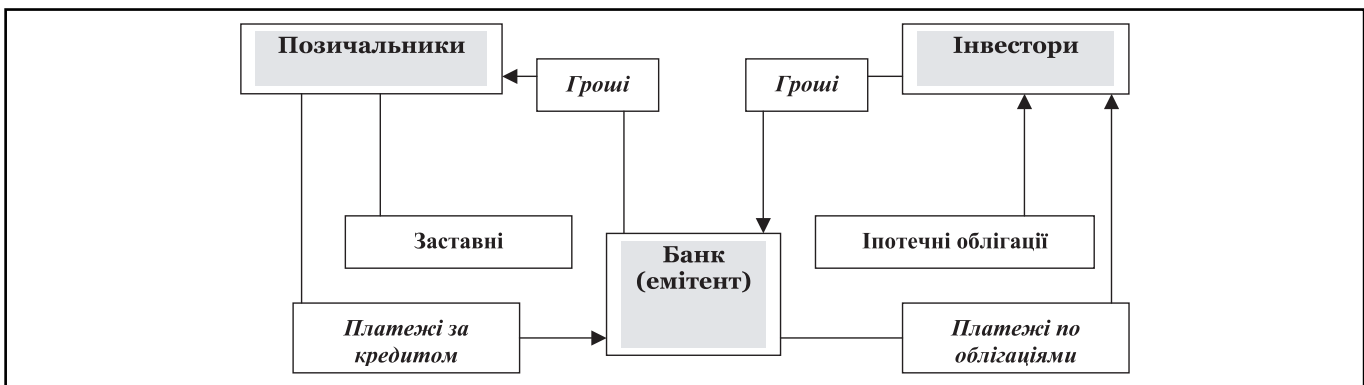 Позичальники
Інвестори
Гроші
Гроші
Заставні
Банк
(емітент)
Іпотечні облігації
Платежі за
кредитом
Платежі по
облігаціями